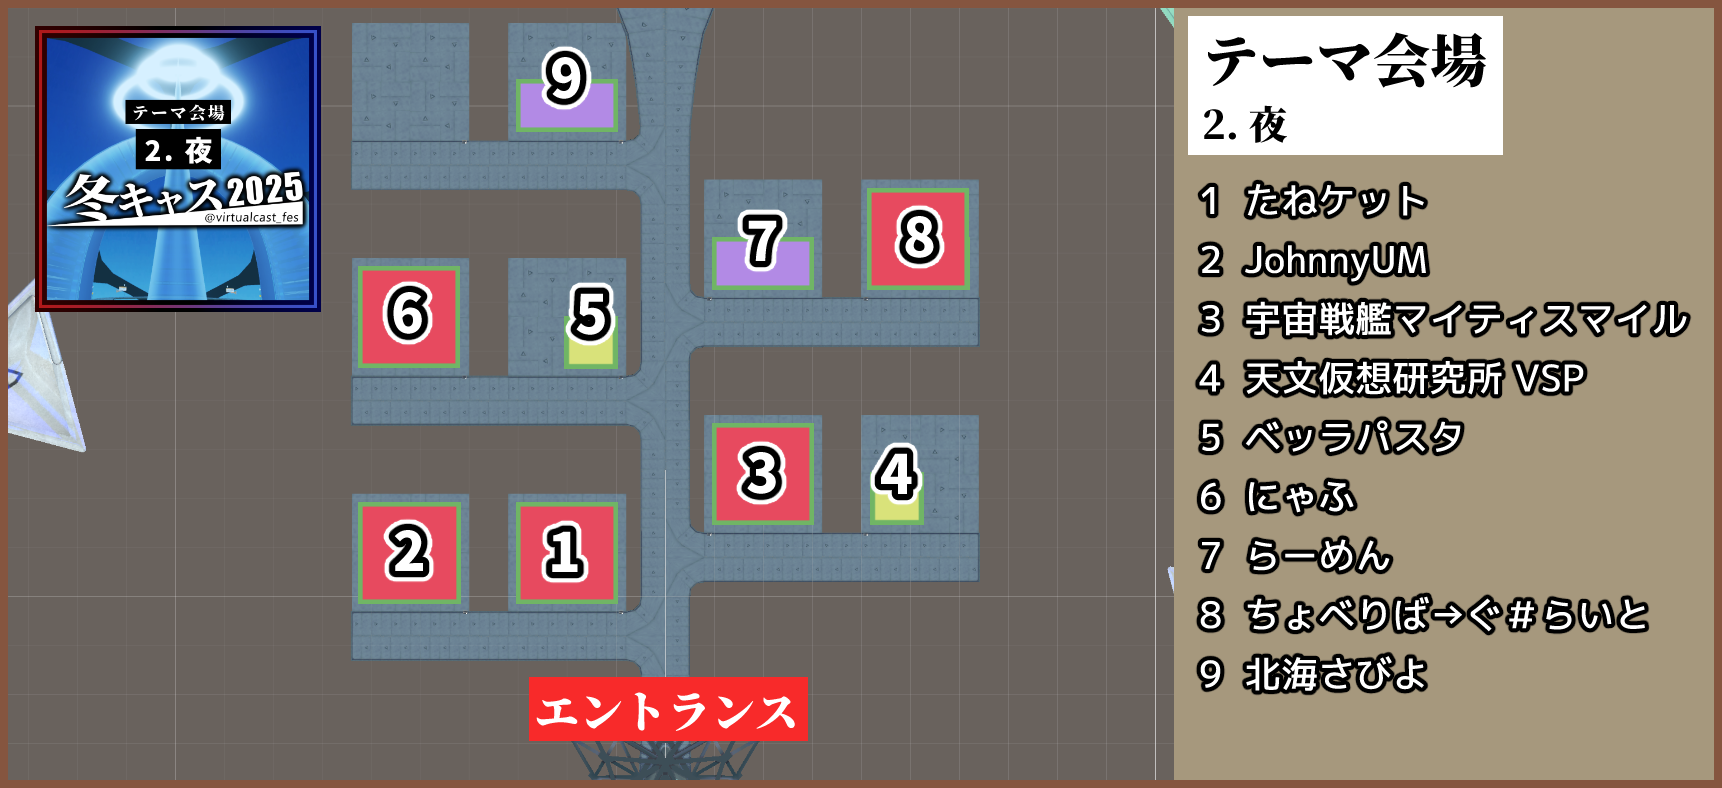 テーマ会場
2. 夜
冬キャス2025
@virtualcast_fes
9
7
8
6
5
3
4
2
1
エントランス
テーマ会場
2. 夜
1 たねケット
2 JohnnyUM
3 宇宙戦艦マイティスマイル
4 天文仮想研究所 VSP
5 ベッラパスタ
6 にゃふ
7 らーめん
8 ちょべりば→ぐ＃らいと
9 北海さびよ